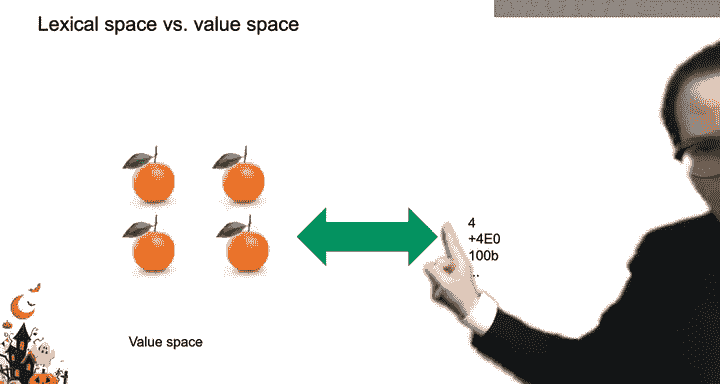 Lexical space vs. value space
4
+4E0
100b
...
Value space